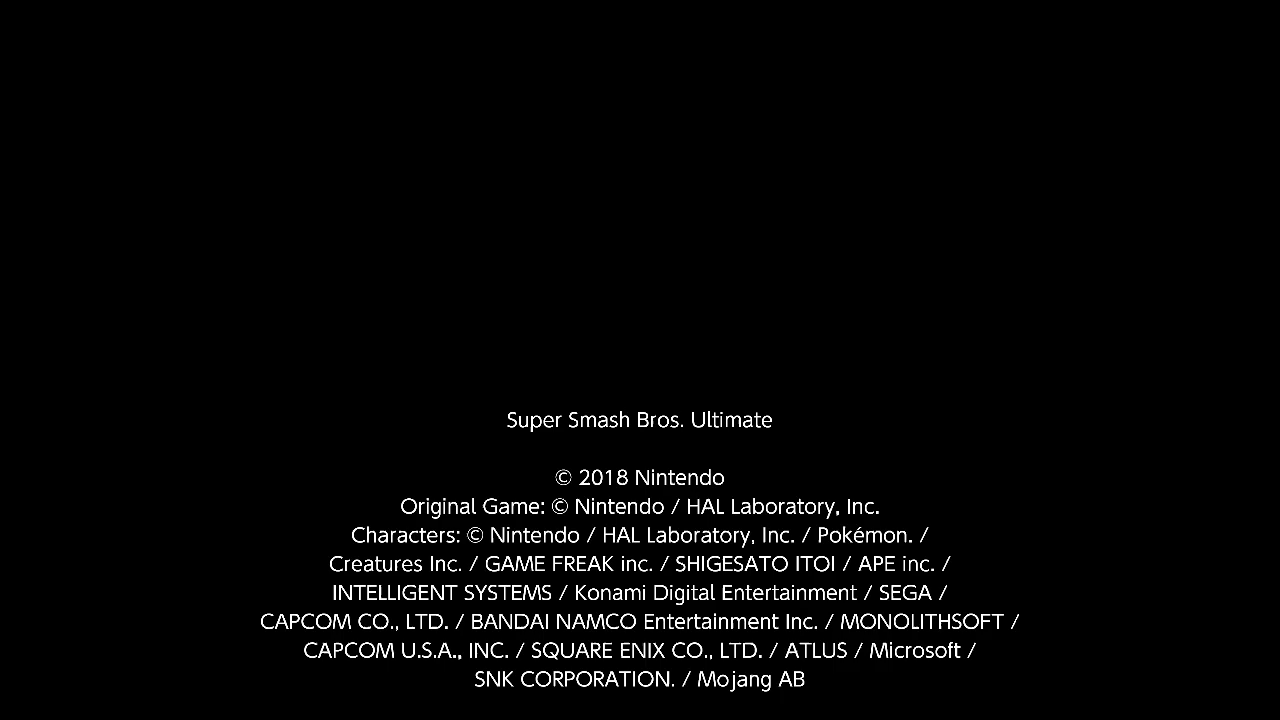 Super Smash Bros. Ultimate
© 2018 Nintendo
Original Game: © Nintendo / HAL Laboratory, Inc.
Characters: © Nintendo / HAL Laboratory, Inc. / Pokémon. /
Creatures Inc. / GAME FREAK inc. / SHIGESATO ITOI / APE inc. /
INTELLIGENT SYSTEMS / Konami Digital Entertainment / SEGA /
CAPCOM CO., LTD. / BANDAI NAMCO Entertainment Inc. / MONOLITHSOFT /
CAPCOM U.S.A., INC. / SQUARE ENIX CO., LTD. / ATLUS / Microsoft /
SNK CORPORATION. / Mojang AB